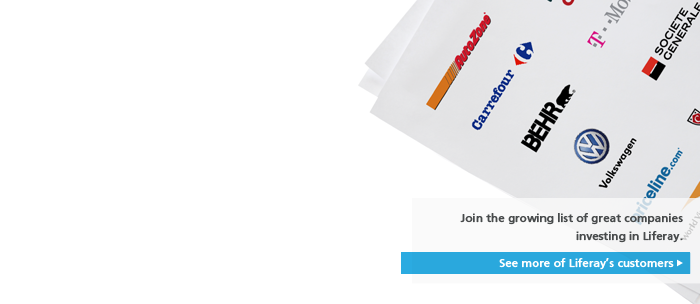 T··Mo
SOCIETE
GENERALE
AutoZone
Carrefour
BEHR
Volkswagen
priceline.com
Join the growing list of great companies
investing in Liferay.
See more of Liferay's customers